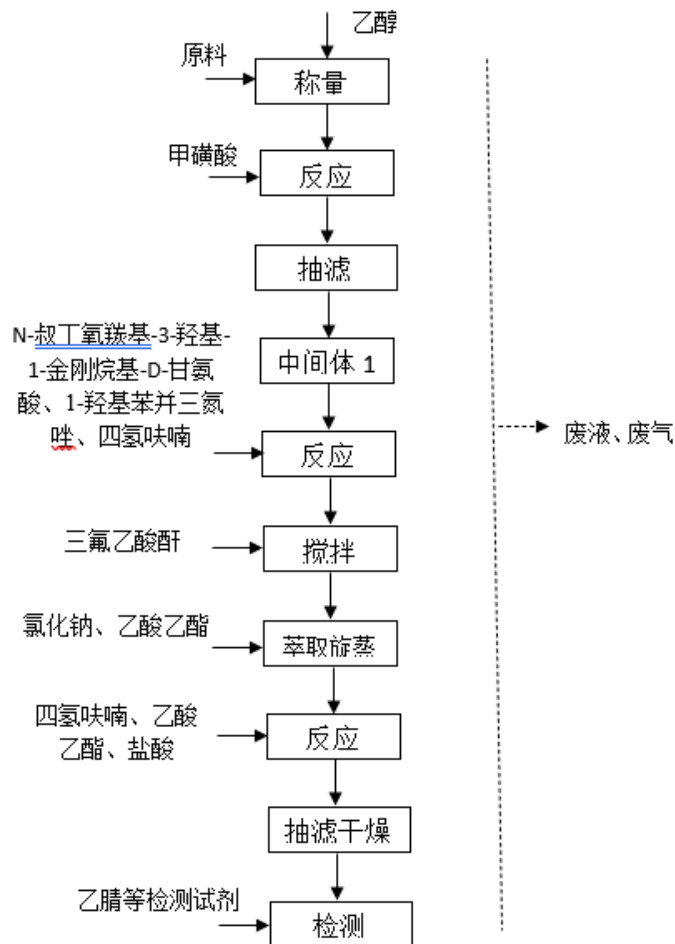 乙醇
原料
称量
甲磺酸
反应
抽滤
N-叔丁氧羰基-3-羟基-
1-金刚烷基-D-甘氨
酸、1-羟基苯并三氮
唑、四氢呋喃
中间体 1
反应
废液、废气
三氟乙酸酐
搅拌
氯化钠、乙酸乙酯
萃取旋蒸
四氢呋喃、乙酸
乙酯、盐酸
反应
抽滤干燥
乙腈等检测试剂
检测